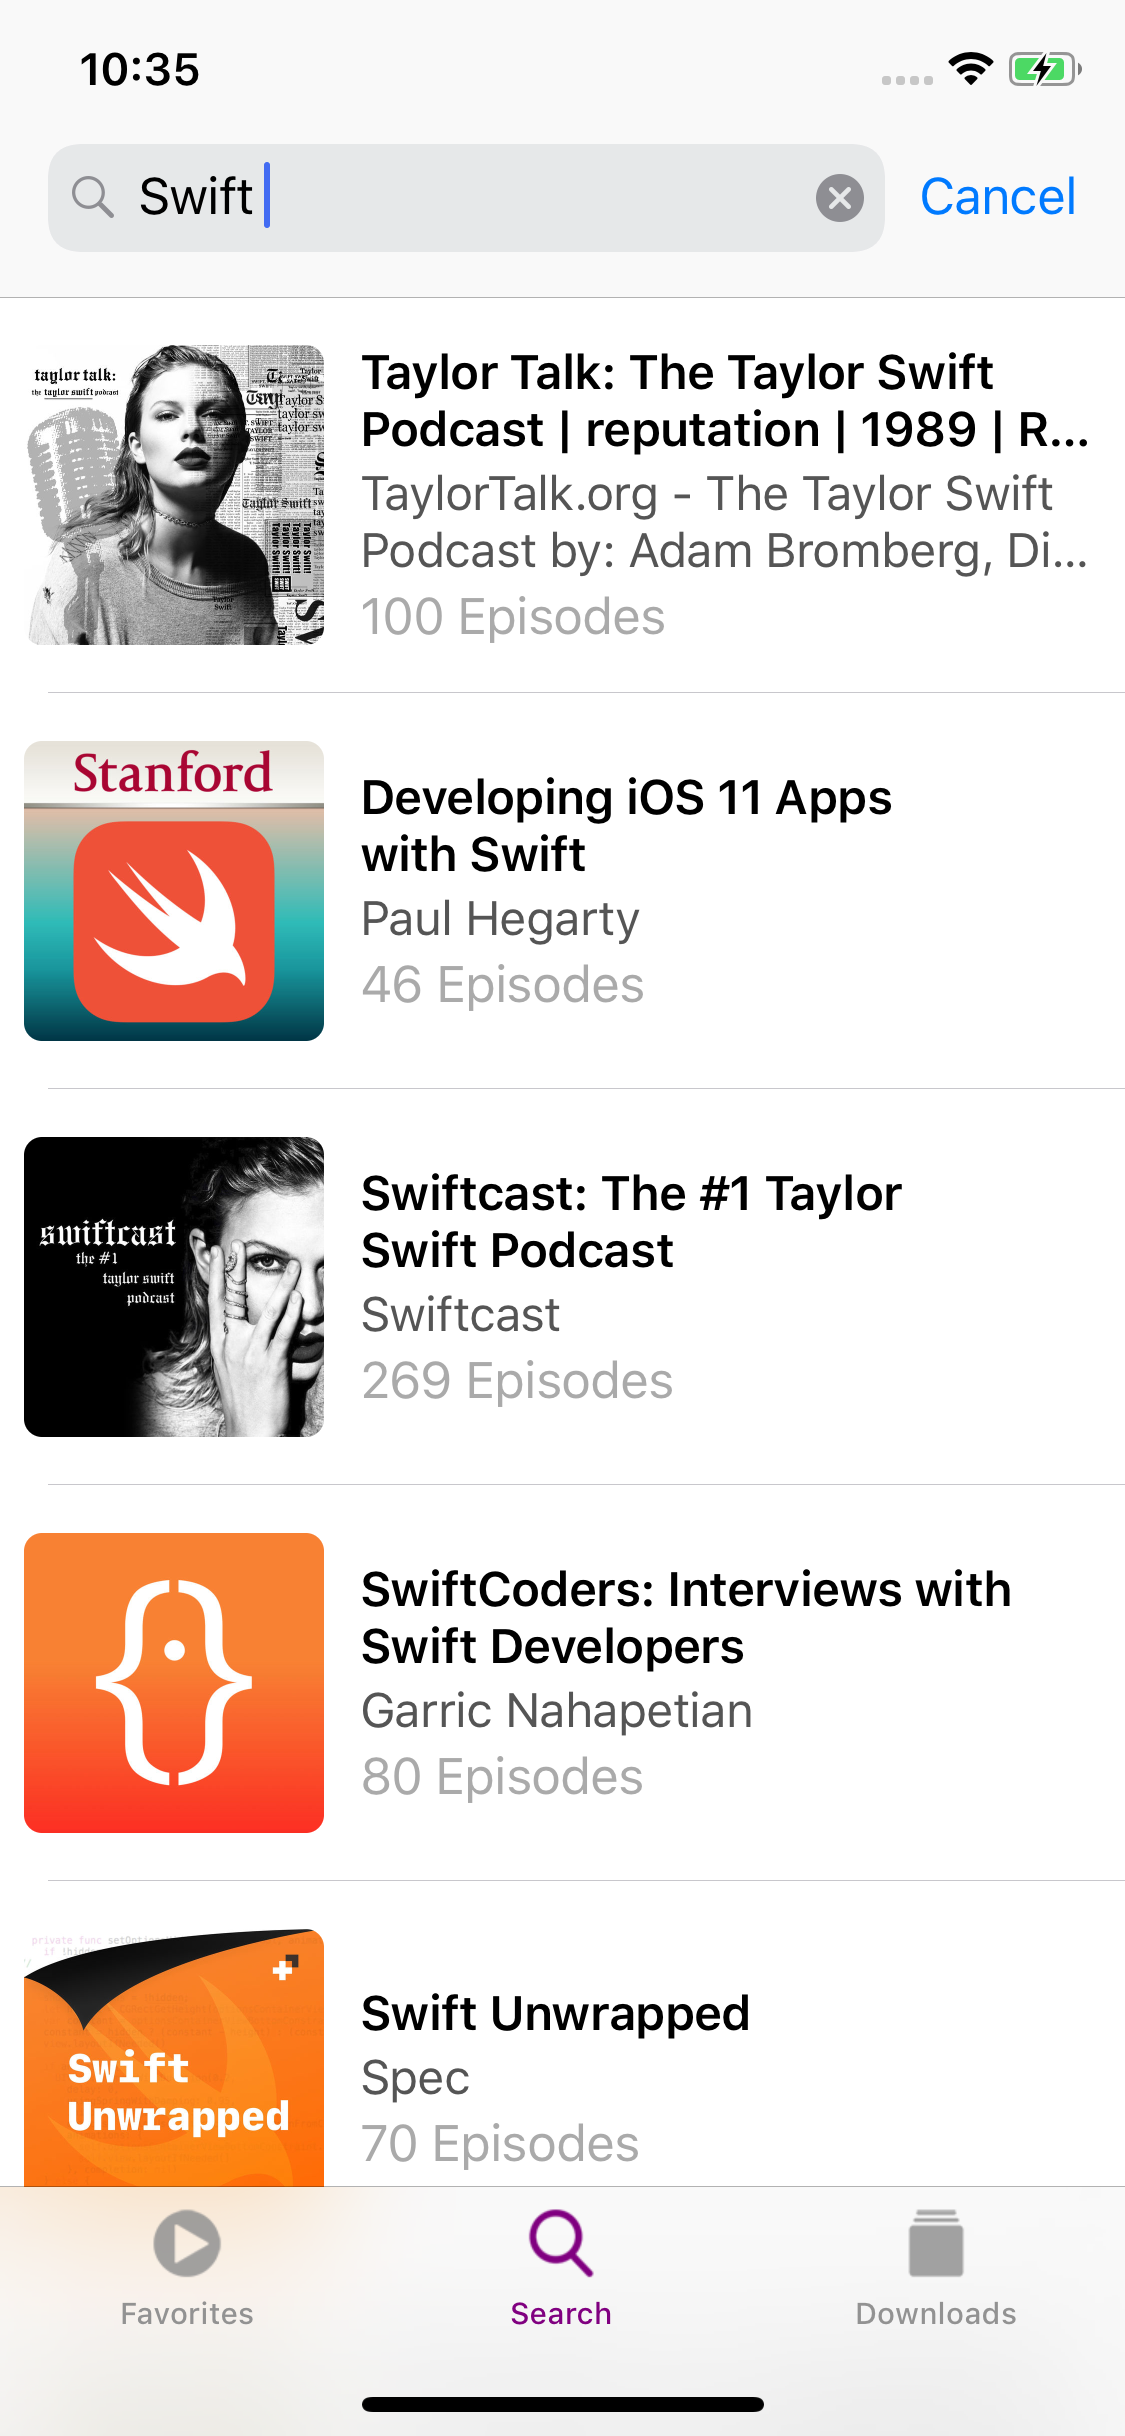 10:35
Swift
Cancel
taylor talk:
the taylor swift podcast
Taylor Talk: The Taylor Swift
Podcast | reputation | 1989 | R...
TaylorTalk.org - The Taylor Swift
Podcast by: Adam Bromberg, Di...
100 Episodes
Stanford
Developing iOS 11 Apps
with Swift
Paul Hegarty
46 Episodes
swiftcast
the #1
taylor swift
podcast
Swiftcast: The #1 Taylor
Swift Podcast
Swiftcast
269 Episodes
SwiftCoders: Interviews with
Swift Developers
Garric Nahapetian
80 Episodes
Swift
Unwrapped
Swift Unwrapped
Spec
70 Episodes
Favorites
Search
Downloads